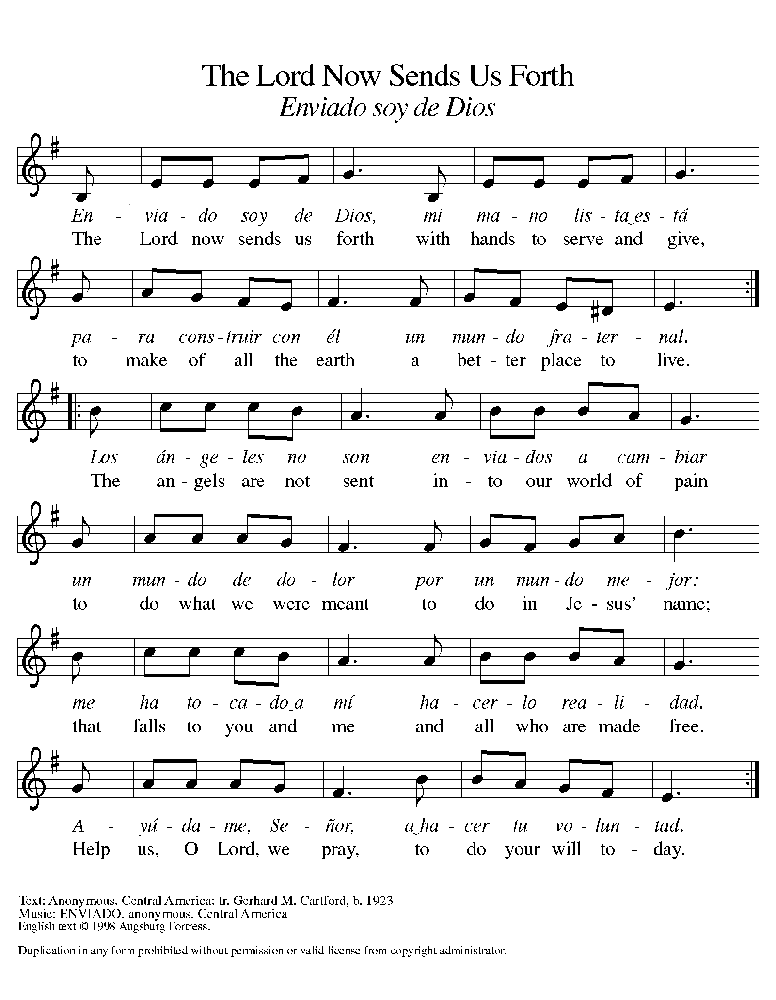 The Lord Now Sends Us Forth
Enviado soy de Dios
En - via - do soy de Dios, mi ma - no lis - ta‿es - tá
The Lord now sends us forth with hands to serve and give,
pa - ra cons - truir con él un mun - do fra - ter - nal.
to make of all the earth a bet - ter place to live.
Los án - ge - les no son en - via - dos a cam - biar
The an - gels are not sent in - to our world of pain
un mun - do de do - lor por un mun - do me - jor;
to do what we were meant to do in Je - sus’ name;
me ha to - ca - do‿a mí ha - cer - lo rea - li - dad.
that falls to you and me and all who are made free.
A - yú - da - me, Se - ñor, a‿ha - cer tu vo - lun - tad.
Help us, O Lord, we pray, to do your will to - day.
Text: Anonymous, Central America; tr. Gerhard M. Cartford, b. 1923
Music: ENVIADO, anonymous, Central America
English text © 1998 Augsburg Fortress.
Duplication in any form prohibited without permission or valid license from copyright administrator.